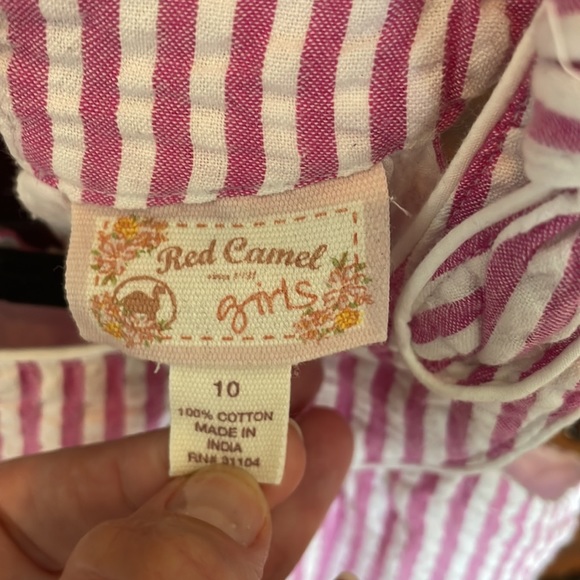 Red Camel
girls
10
100% COTTON
MADE IN
INDIA
RN# 31104